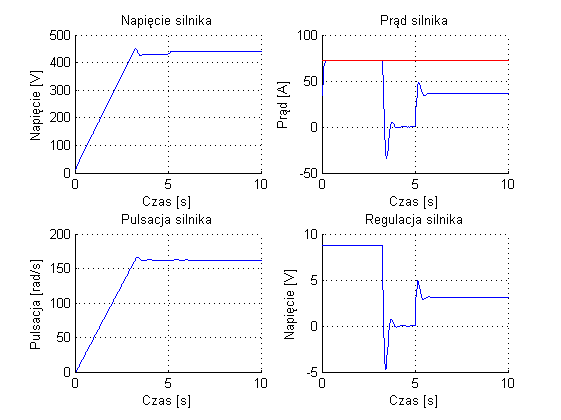 Napięcie silnika
500
400
300
200
100
0
Napięcie [V]
0
5
10
Czas [s]
Prąd silnika
100
50
0
-50
Prąd [A]
0
5
10
Czas [s]
Pulsacja silnika
200
150
100
50
0
Pulsacja [rad/s]
0
5
10
Czas [s]
Regulacja silnika
10
5
0
-5
Napięcie [V]
0
5
10
Czas [s]